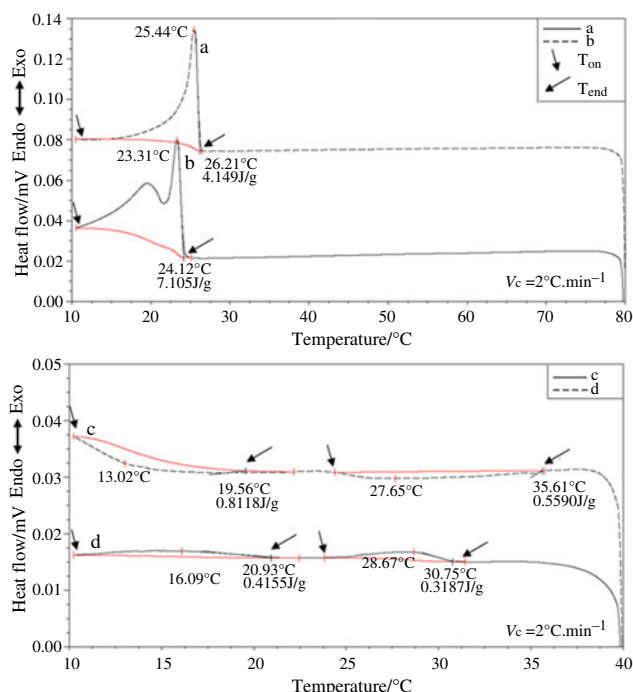 0.14
0.12
0.10
0.08
0.06
0.04
0.02
0.00
Heat flow/mV Endo ⟷ Exo
25.44°C
a
a
b
T_on
T_end
23.31°C
b
26.21°C
4.149J/g
24.12°C
7.105J/g
V_c =2°C.min⁻¹
10 20 30 40 50 60 70 80
Temperature/°C
0.05
0.04
0.03
0.02
0.01
0.00
Heat flow/mV Endo ⟷ Exo
c
d
c
13.02°C
19.56°C
0.8118J/g
27.65°C
35.61°C
0.5590J/g
d
16.09°C
20.93°C
0.4155J/g
28.67°C
30.75°C
0.3187J/g
V_c =2°C.min⁻¹
10 15 20 25 30 35 40
Temperature/°C